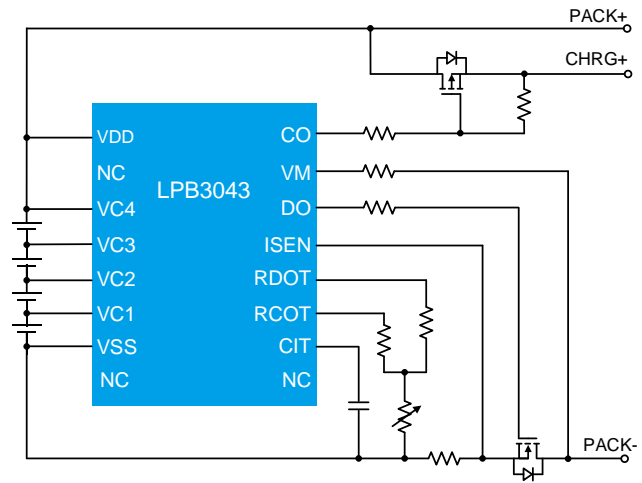 PACK+
CHRG+
VDD
NC
VC4
VC3
VC2
VC1
VSS
NC
LPB3043
CO
VM
DO
ISEN
RDOT
RCOT
CIT
NC
PACK-